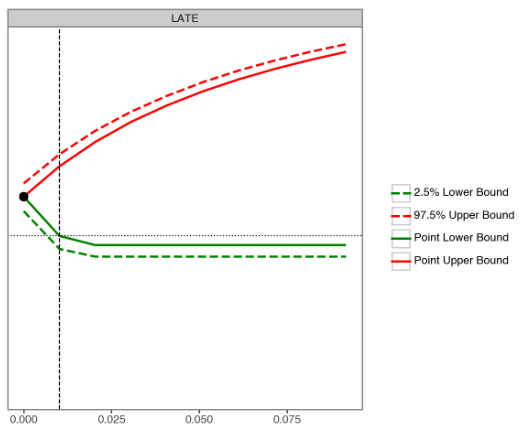 LATE
2.5% Lower Bound
97.5% Upper Bound
Point Lower Bound
Point Upper Bound
0.000 0.025 0.050 0.075